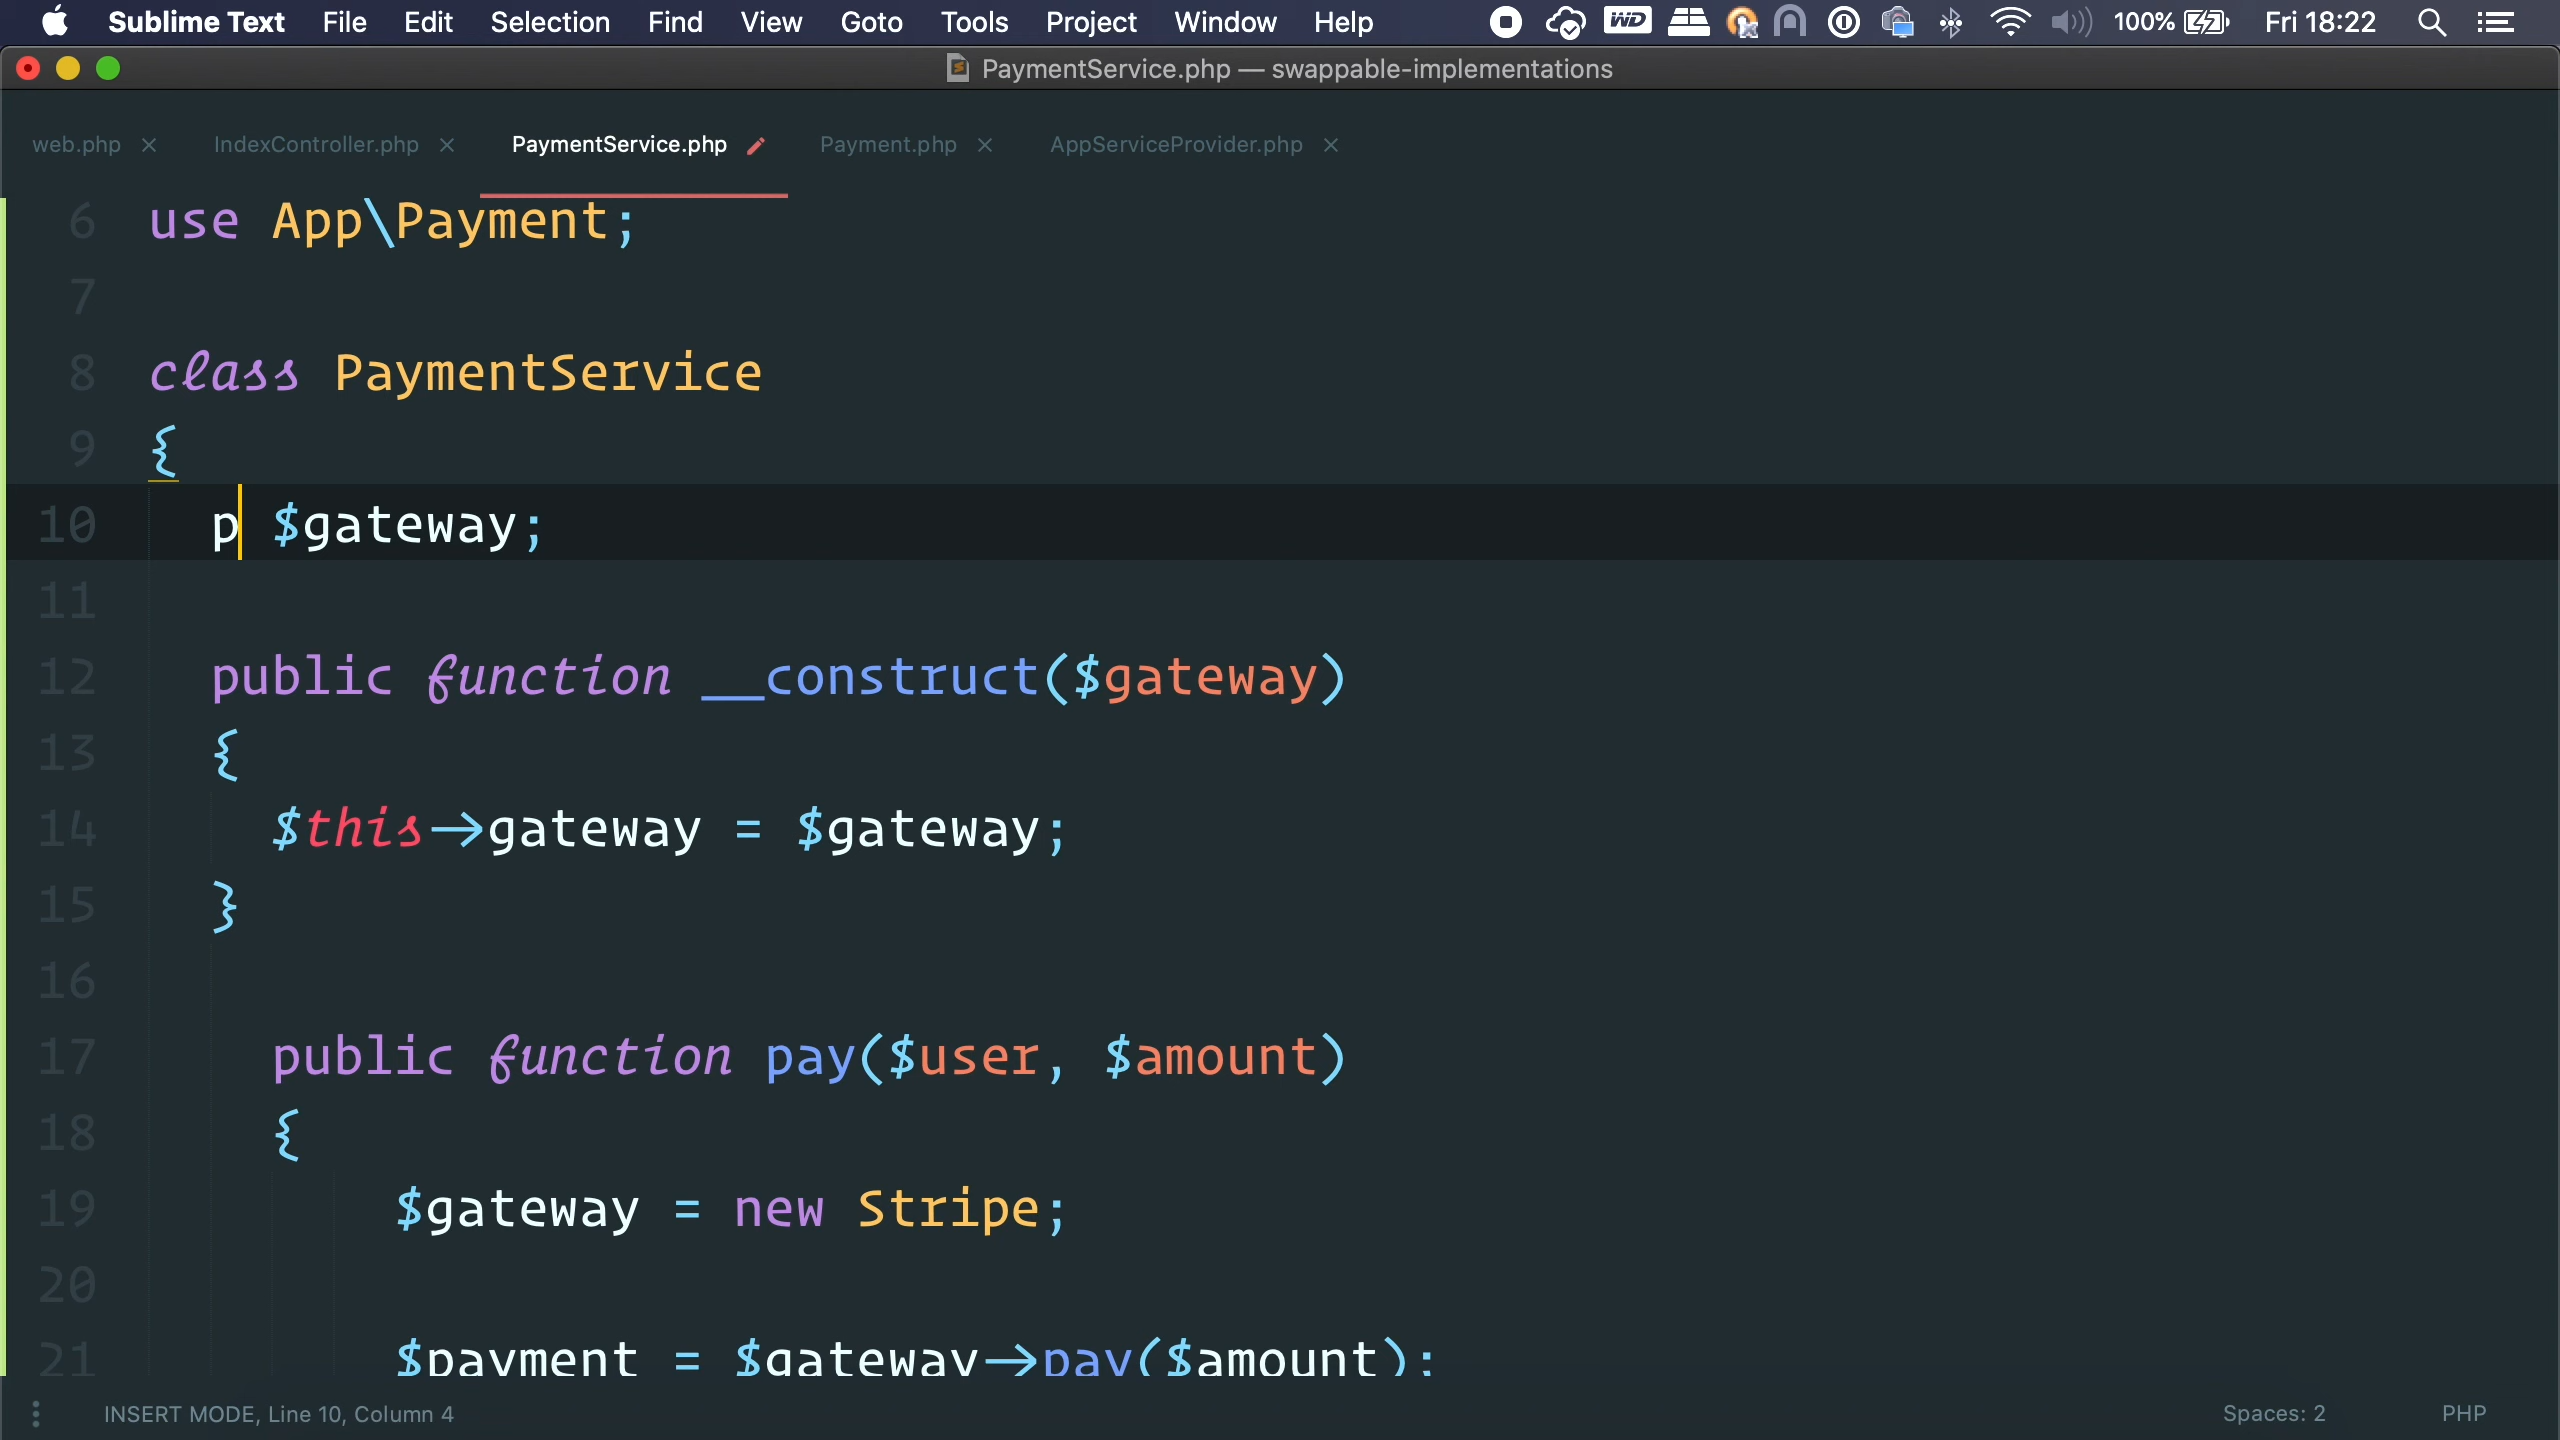 Sublime Text File Edit Selection Find View Goto Tools Project Window Help WD 100% Fri 18:22
PaymentService.php — swappable-implementations
web.php × IndexController.php × PaymentService.php Payment.php × AppServiceProvider.php ×
6 use App\Payment;
7
8 class PaymentService
9 {
10 p $gateway;
11
12 public function __construct($gateway)
13 {
14 $this->gateway = $gateway;
15 }
16
17 public function pay($user, $amount)
18 {
19 $gateway = new Stripe;
20
21 $payment = $gateway->pay($amount);
INSERT MODE, Line 10, Column 4 Spaces: 2 PHP